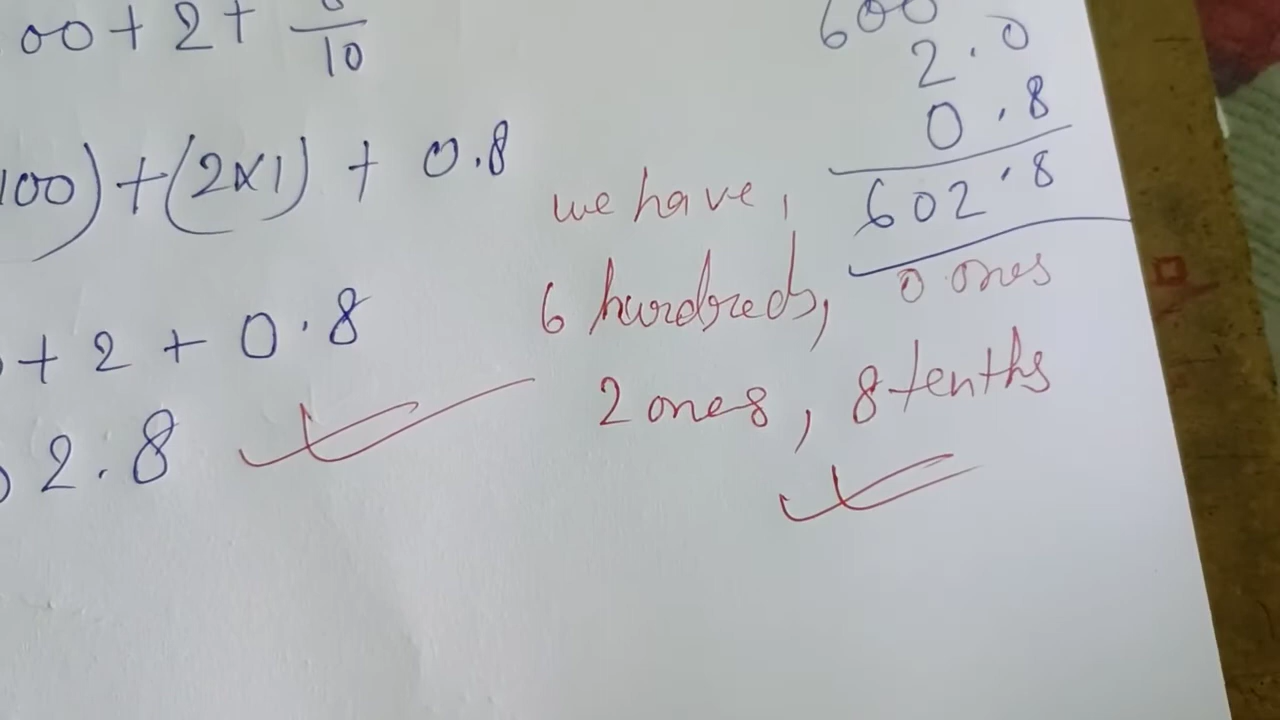 00 + 2 + /10
100) + (2×1) + 0.8
+ 2 + 0.8
2.8
600
2.0
0.8
602.8
we have,
6 hundreds, 0 ones
2 ones, 8 tenths